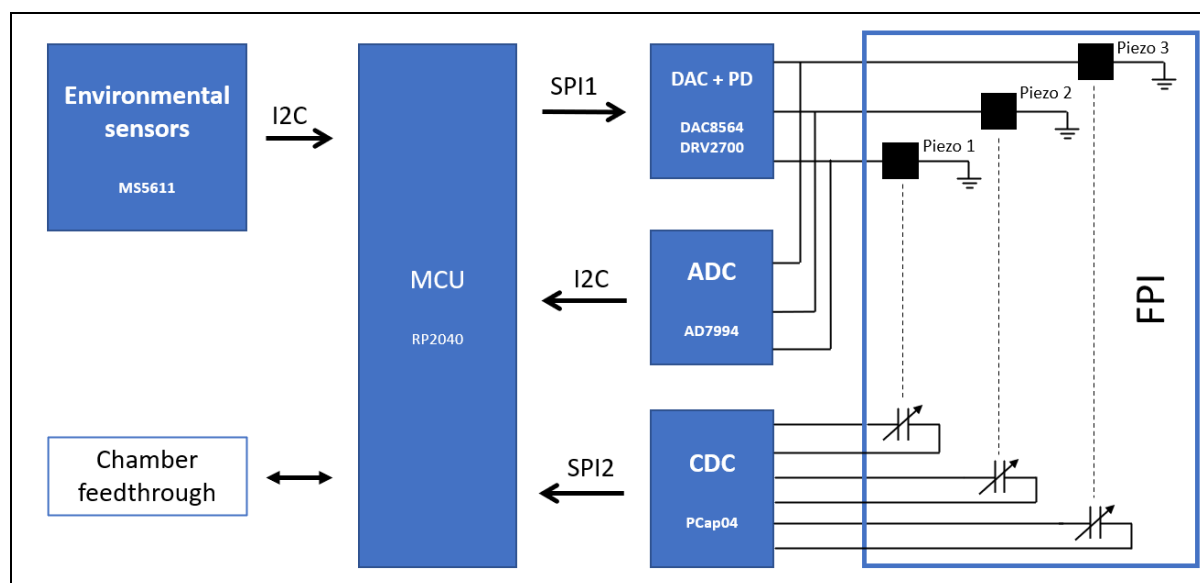 Environmental
sensors
MS5611
I2C
MCU
RP2040
SPI1
DAC + PD
DAC8564
DRV2700
Piezo 3
Piezo 2
Piezo 1
I2C
ADC
AD7994
FPI
Chamber
feedthrough
SPI2
CDC
PCap04